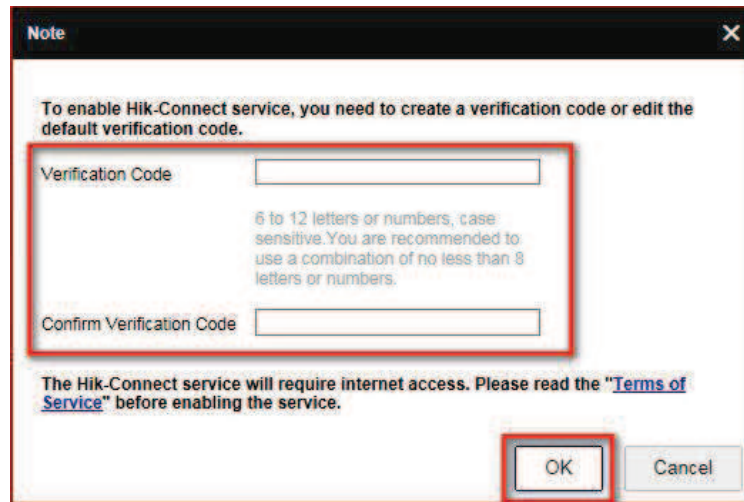 Note
To enable Hik-Connect service, you need to create a verification code or edit the
default verification code.
Verification Code
6 to 12 letters or numbers, case
sensitive.You are recommended to
use a combination of no less than 8
letters or numbers.
Confirm Verification Code
The Hik-Connect service will require internet access. Please read the "Terms of
Service" before enabling the service.
OK Cancel